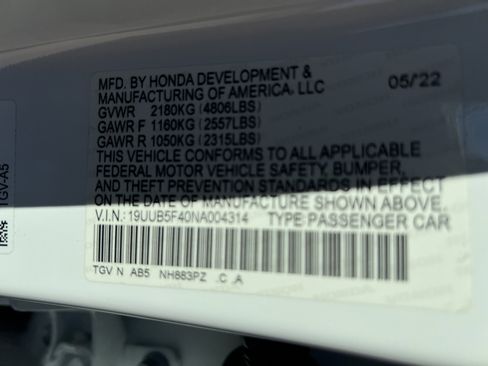 MFD. BY HONDA DEVELOPMENT & 05/22
MANUFACTURING OF AMERICA, LLC
GVWR 2180KG (4806LBS)
GAWR F 1160KG (2557LBS)
GAWR R 1050KG (2315LBS)
THIS VEHICLE CONFORMS TO ALL APPLICABLE
FEDERAL MOTOR VEHICLE SAFETY, BUMPER,
AND THEFT PREVENTION STANDARDS IN EFFECT
ON THE DATE OF MANUFACTURE SHOWN ABOVE.
V.I.N.: 19UUB5F40NA004314 TYPE PASSENGER CAR
TGV N AB5 NH883PZ .C .A
TGV-A5